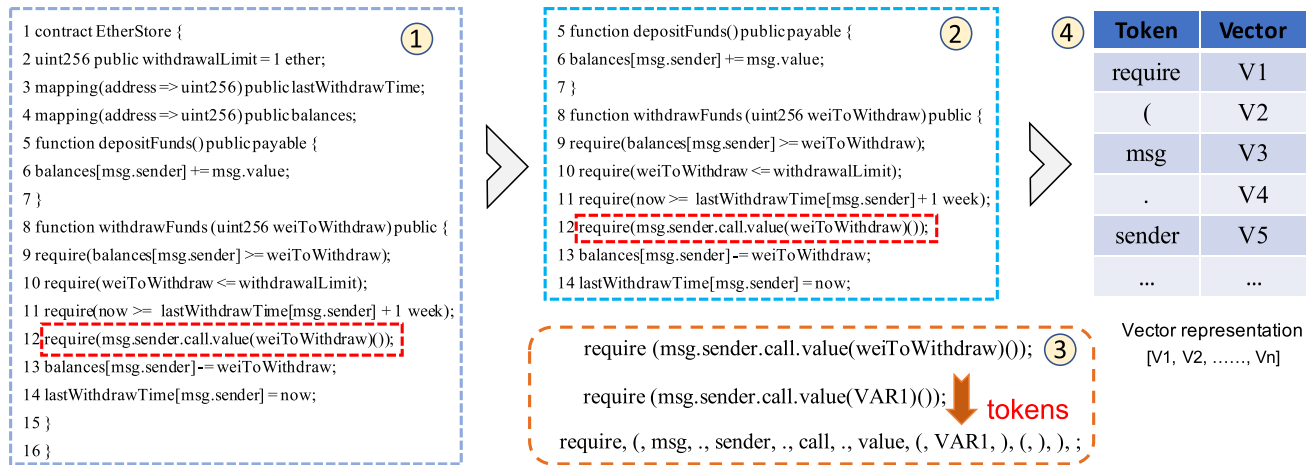 1 contract EtherStore {
2 uint256 public withdrawalLimit = 1 ether;
3 mapping(address => uint256) public lastWithdrawTime;
4 mapping(address => uint256) public balances;
5 function depositFunds() public payable {
6 balances[msg.sender] += msg.value;
7 }
8 function withdrawFunds (uint256 weiToWithdraw) public {
9 require(balances[msg.sender] >= weiToWithdraw);
10 require(weiToWithdraw <= withdrawalLimit);
11 require(now >= lastWithdrawTime[msg.sender] + 1 week);
12 require(msg.sender.call.value(weiToWithdraw)());
13 balances[msg.sender] -= weiToWithdraw;
14 lastWithdrawTime[msg.sender] = now;
15 }
16 }
1
5 function depositFunds() public payable {
6 balances[msg.sender] += msg.value;
7 }
8 function withdrawFunds (uint256 weiToWithdraw) public {
9 require(balances[msg.sender] >= weiToWithdraw);
10 require(weiToWithdraw <= withdrawalLimit);
11 require(now >= lastWithdrawTime[msg.sender] + 1 week);
12 require(msg.sender.call.value(weiToWithdraw)());
13 balances[msg.sender] -= weiToWithdraw;
14 lastWithdrawTime[msg.sender] = now;
2
require (msg.sender.call.value(weiToWithdraw)());
3
require (msg.sender.call.value(VAR1)());
tokens
require, (, msg, ., sender, ., call, ., value, (, VAR1, ), (, ), ), ;
4
Token Vector
require V1
( V2
msg V3
. V4
sender V5
... ...
Vector representation
[V1, V2, ……, Vn]